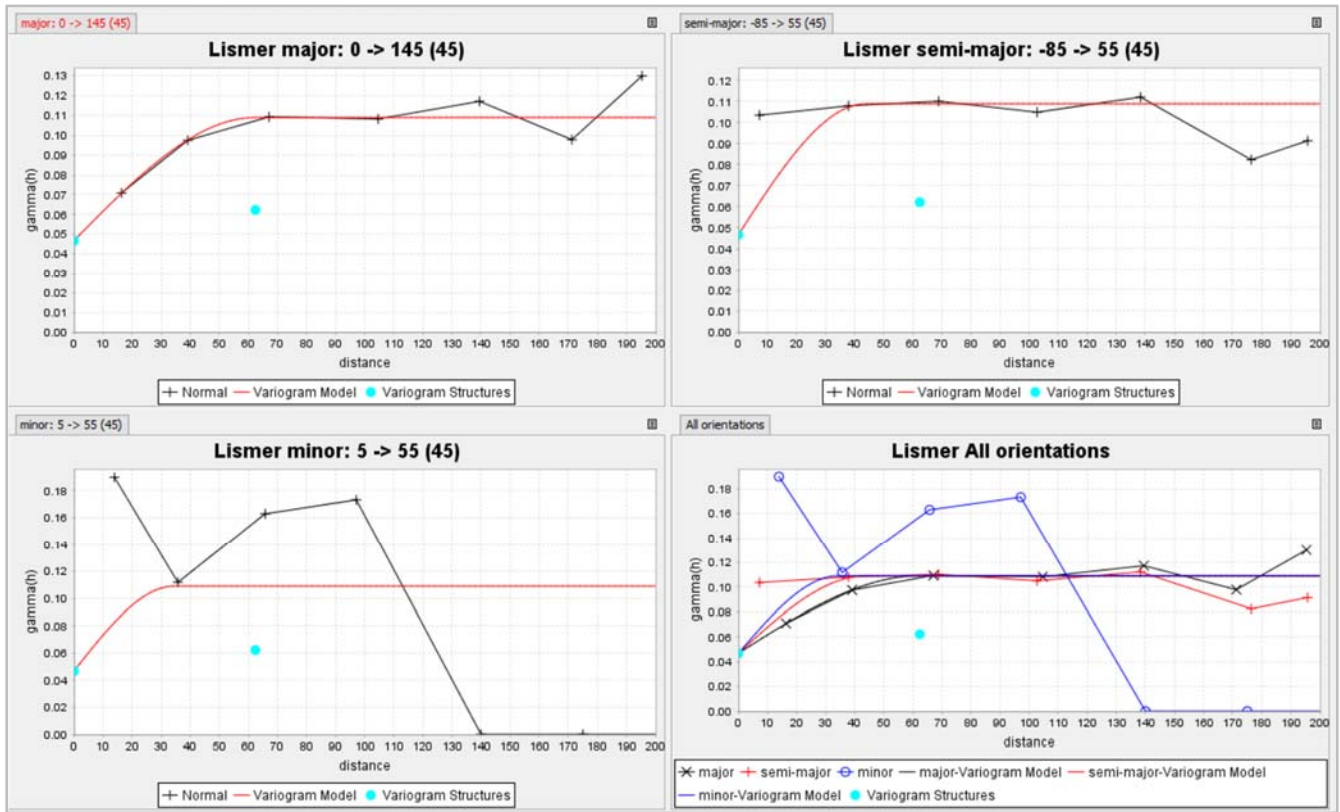 major: 0 -> 145 (45)
Lismer major: 0 -> 145 (45)
gamma(h)
0.13
0.12
0.11
0.10
0.09
0.08
0.07
0.06
0.05
0.04
0.03
0.02
0.01
0.00
0 10 20 30 40 50 60 70 80 90 100 110 120 130 140 150 160 170 180 190 200
distance
Normal Variogram Model Variogram Structures
semi-major: -85 -> 55 (45)
Lismer semi-major: -85 -> 55 (45)
gamma(h)
0.12
0.11
0.10
0.09
0.08
0.07
0.06
0.05
0.04
0.03
0.02
0.01
0.00
0 10 20 30 40 50 60 70 80 90 100 110 120 130 140 150 160 170 180 190 200
distance
Normal Variogram Model Variogram Structures
minor: 5 -> 55 (45)
Lismer minor: 5 -> 55 (45)
gamma(h)
0.18
0.16
0.14
0.12
0.10
0.08
0.06
0.04
0.02
0.00
0 10 20 30 40 50 60 70 80 90 100 110 120 130 140 150 160 170 180 190 200
distance
Normal Variogram Model Variogram Structures
All orientations
Lismer All orientations
gamma(h)
0.18
0.16
0.14
0.12
0.10
0.08
0.06
0.04
0.02
0.00
0 10 20 30 40 50 60 70 80 90 100 110 120 130 140 150 160 170 180 190 200
distance
major semi-major minor major-Variogram Model semi-major-Variogram Model
minor-Variogram Model Variogram Structures